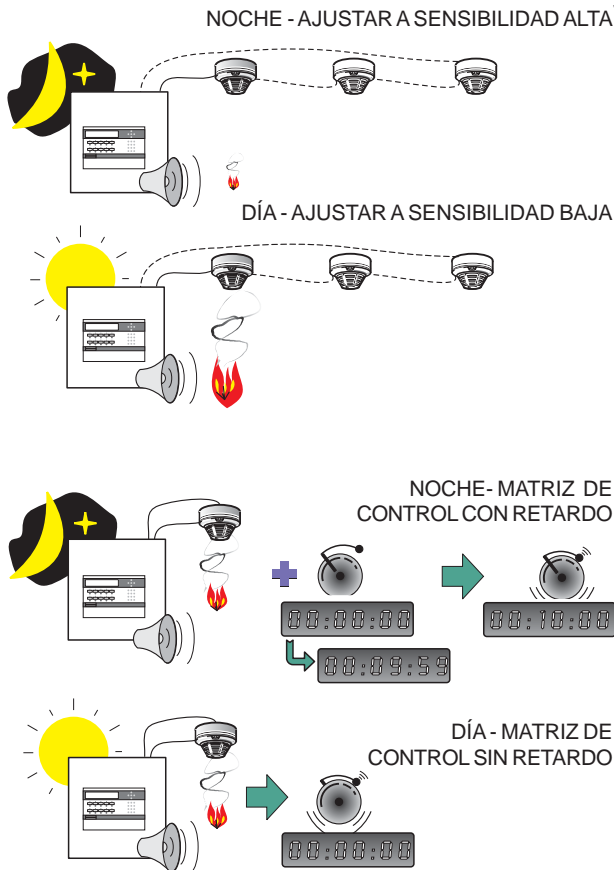 NOCHE - AJUSTAR A SENSIBILIDAD ALTA
DÍA - AJUSTAR A SENSIBILIDAD BAJA
NOCHE- MATRIZ DE
CONTROL CON RETARDO
00:00:00
00:10:00
00:09:59
DÍA - MATRIZ DE
CONTROL SIN RETARDO
00:00:00